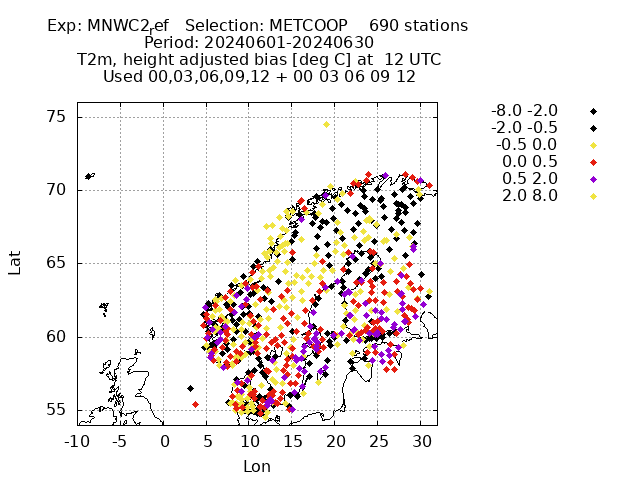 Exp: MNWC2ref   Selection: METCOOP    690 stations
Period: 20240601-20240630
T2m, height adjusted bias [deg C] at  12 UTC
Used 00,03,06,09,12 + 00 03 06 09 12
-8.0 -2.0
-2.0 -0.5
-0.5 0.0
0.0 0.5
0.5 2.0
2.0 8.0
75
70
65
60
55
Lat
-10 -5 0 5 10 15 20 25 30
Lon